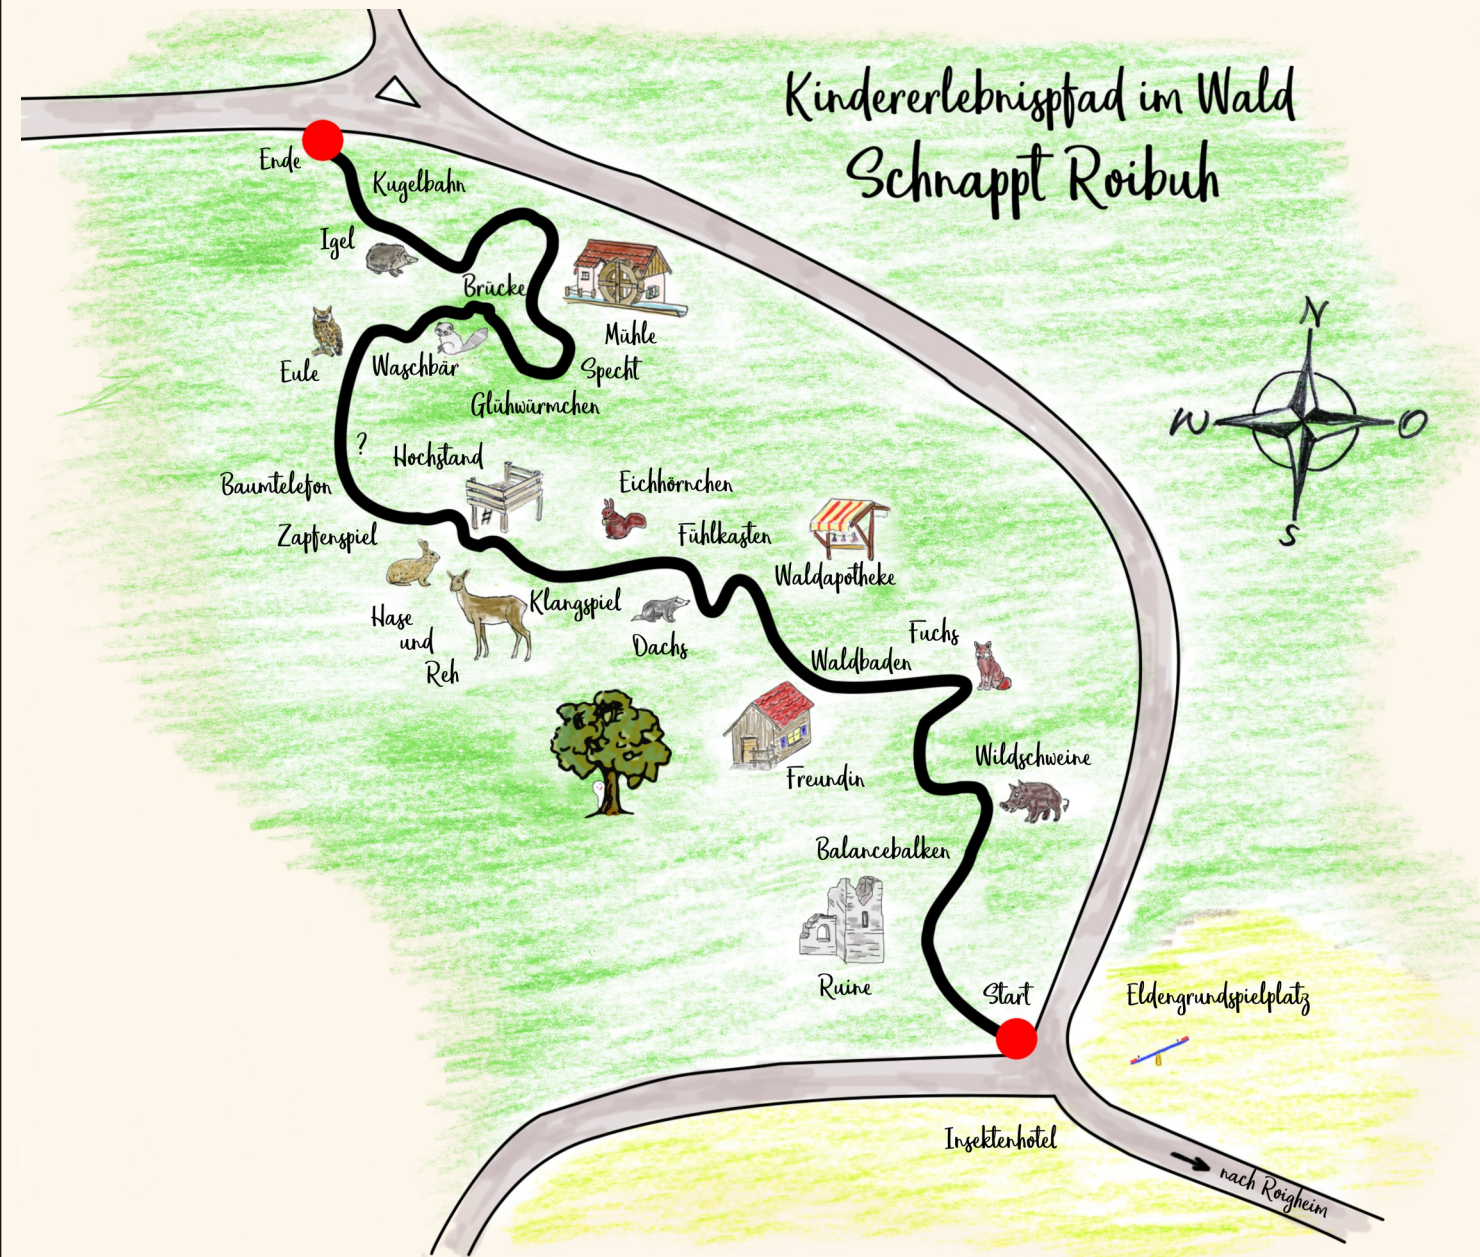 Kindererlebnispfad im Wald
Schnappt Roibuh
Ende
Kugelbahn
Igel
Brücke
Mühle
Eule
Waschbär
Specht
Glühwürmchen
?
Hochstand
Baumtelefon
Eichhörnchen
Zapfenspiel
Fühlkasten
Waldapotheke
Klangspiel
Hase
und
Reh
Dachs
Fuchs
Waldbaden
Freundin
Wildschweine
Balancebalken
Ruine
Start
Eldengrundspielplatz
Insektenhotel
nach Roigheim
N
W
O
S